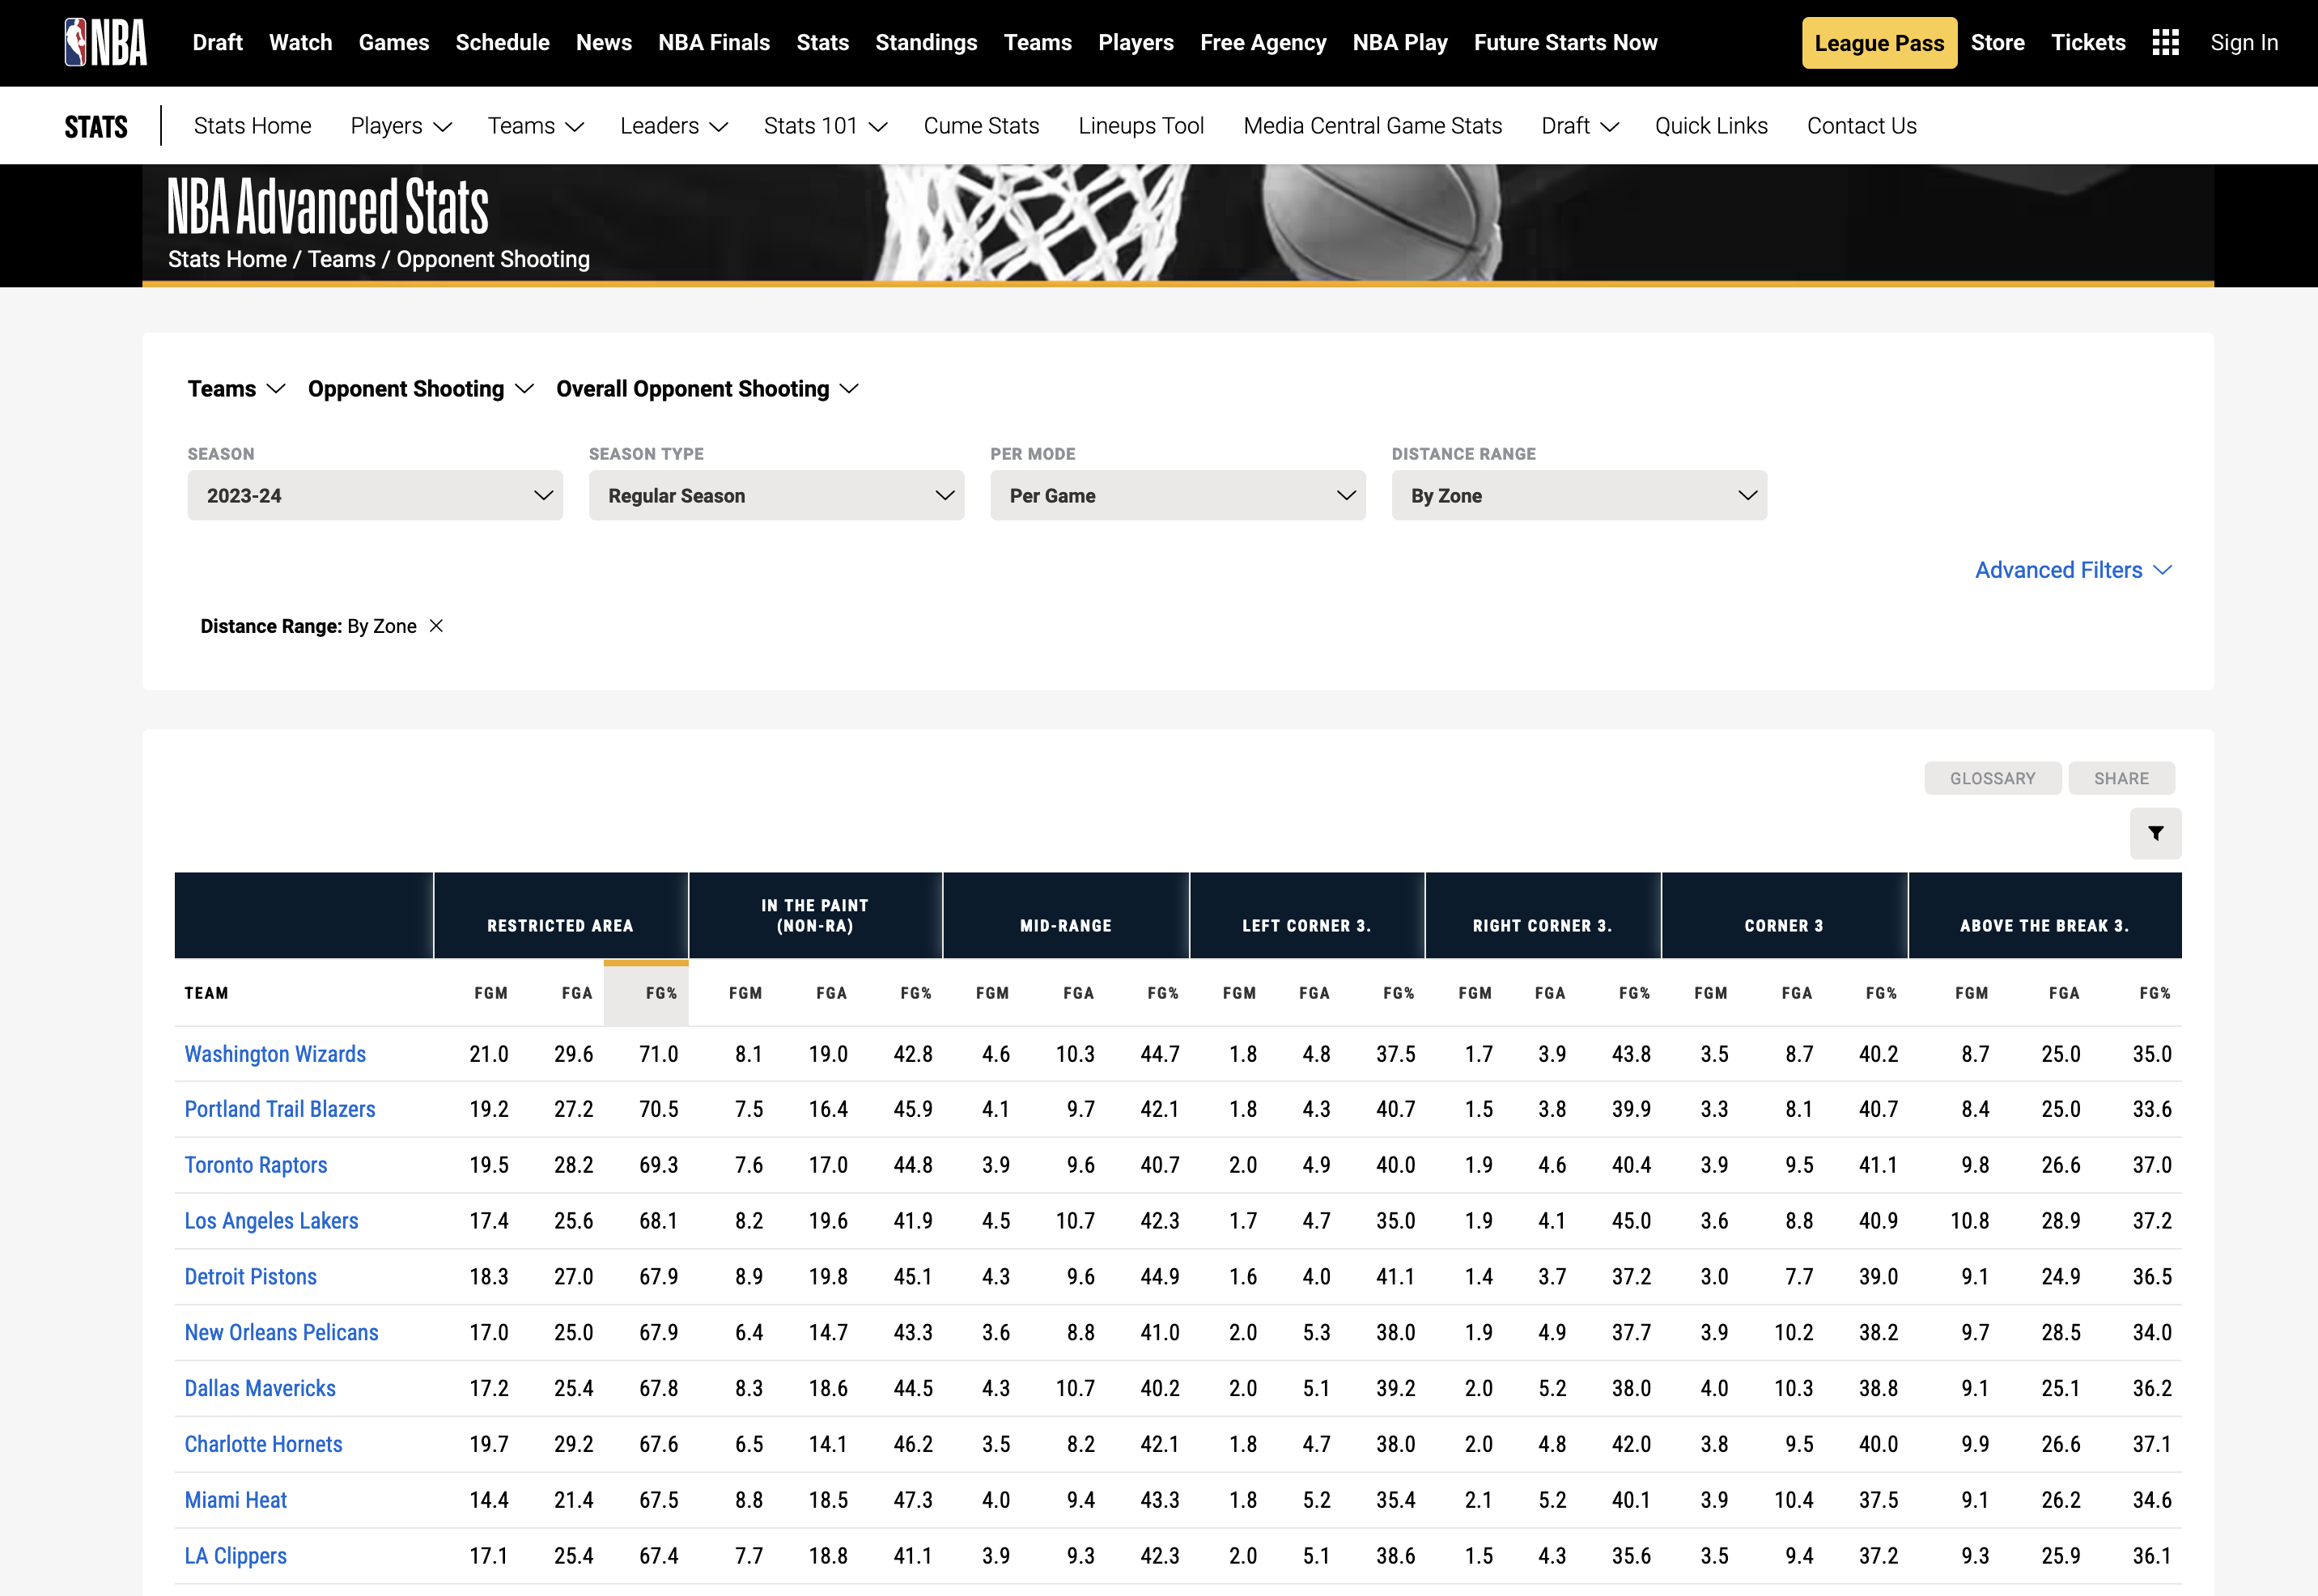 NBA Draft Watch Games Schedule News NBA Finals Stats Standings Teams Players Free Agency NBA Play Future Starts Now League Pass Store Tickets Sign In
STATS Stats Home Players Teams Leaders Stats 101 Cume Stats Lineups Tool Media Central Game Stats Draft Quick Links Contact Us
NBA Advanced Stats
Stats Home / Teams / Opponent Shooting
Teams Opponent Shooting Overall Opponent Shooting
SEASON SEASON TYPE PER MODE DISTANCE RANGE
2023-24 Regular Season Per Game By Zone
Advanced Filters
Distance Range: By Zone
GLOSSARY SHARE
RESTRICTED AREA IN THE PAINT (NON-RA) MID-RANGE LEFT CORNER 3. RIGHT CORNER 3. CORNER 3 ABOVE THE BREAK 3.
TEAM FGM FGA FG% FGM FGA FG% FGM FGA FG% FGM FGA FG% FGM FGA FG% FGM FGA FG% FGM FGA FG%
Washington Wizards 21.0 29.6 71.0 8.1 19.0 42.8 4.6 10.3 44.7 1.8 4.8 37.5 1.7 3.9 43.8 3.5 8.7 40.2 8.7 25.0 35.0
Portland Trail Blazers 19.2 27.2 70.5 7.5 16.4 45.9 4.1 9.7 42.1 1.8 4.3 40.7 1.5 3.8 39.9 3.3 8.1 40.7 8.4 25.0 33.6
Toronto Raptors 19.5 28.2 69.3 7.6 17.0 44.8 3.9 9.6 40.7 2.0 4.9 40.0 1.9 4.6 40.4 3.9 9.5 41.1 9.8 26.6 37.0
Los Angeles Lakers 17.4 25.6 68.1 8.2 19.6 41.9 4.5 10.7 42.3 1.7 4.7 35.0 1.9 4.1 45.0 3.6 8.8 40.9 10.8 28.9 37.2
Detroit Pistons 18.3 27.0 67.9 8.9 19.8 45.1 4.3 9.6 44.9 1.6 4.0 41.1 1.4 3.7 37.2 3.0 7.7 39.0 9.1 24.9 36.5
New Orleans Pelicans 17.0 25.0 67.9 6.4 14.7 43.3 3.6 8.8 41.0 2.0 5.3 38.0 1.9 4.9 37.7 3.9 10.2 38.2 9.7 28.5 34.0
Dallas Mavericks 17.2 25.4 67.8 8.3 18.6 44.5 4.3 10.7 40.2 2.0 5.1 39.2 2.0 5.2 38.0 4.0 10.3 38.8 9.1 25.1 36.2
Charlotte Hornets 19.7 29.2 67.6 6.5 14.1 46.2 3.5 8.2 42.1 1.8 4.7 38.0 2.0 4.8 42.0 3.8 9.5 40.0 9.9 26.6 37.1
Miami Heat 14.4 21.4 67.5 8.8 18.5 47.3 4.0 9.4 43.3 1.8 5.2 35.4 2.1 5.2 40.1 3.9 10.4 37.5 9.1 26.2 34.6
LA Clippers 17.1 25.4 67.4 7.7 18.8 41.1 3.9 9.3 42.3 2.0 5.1 38.6 1.5 4.3 35.6 3.5 9.4 37.2 9.3 25.9 36.1